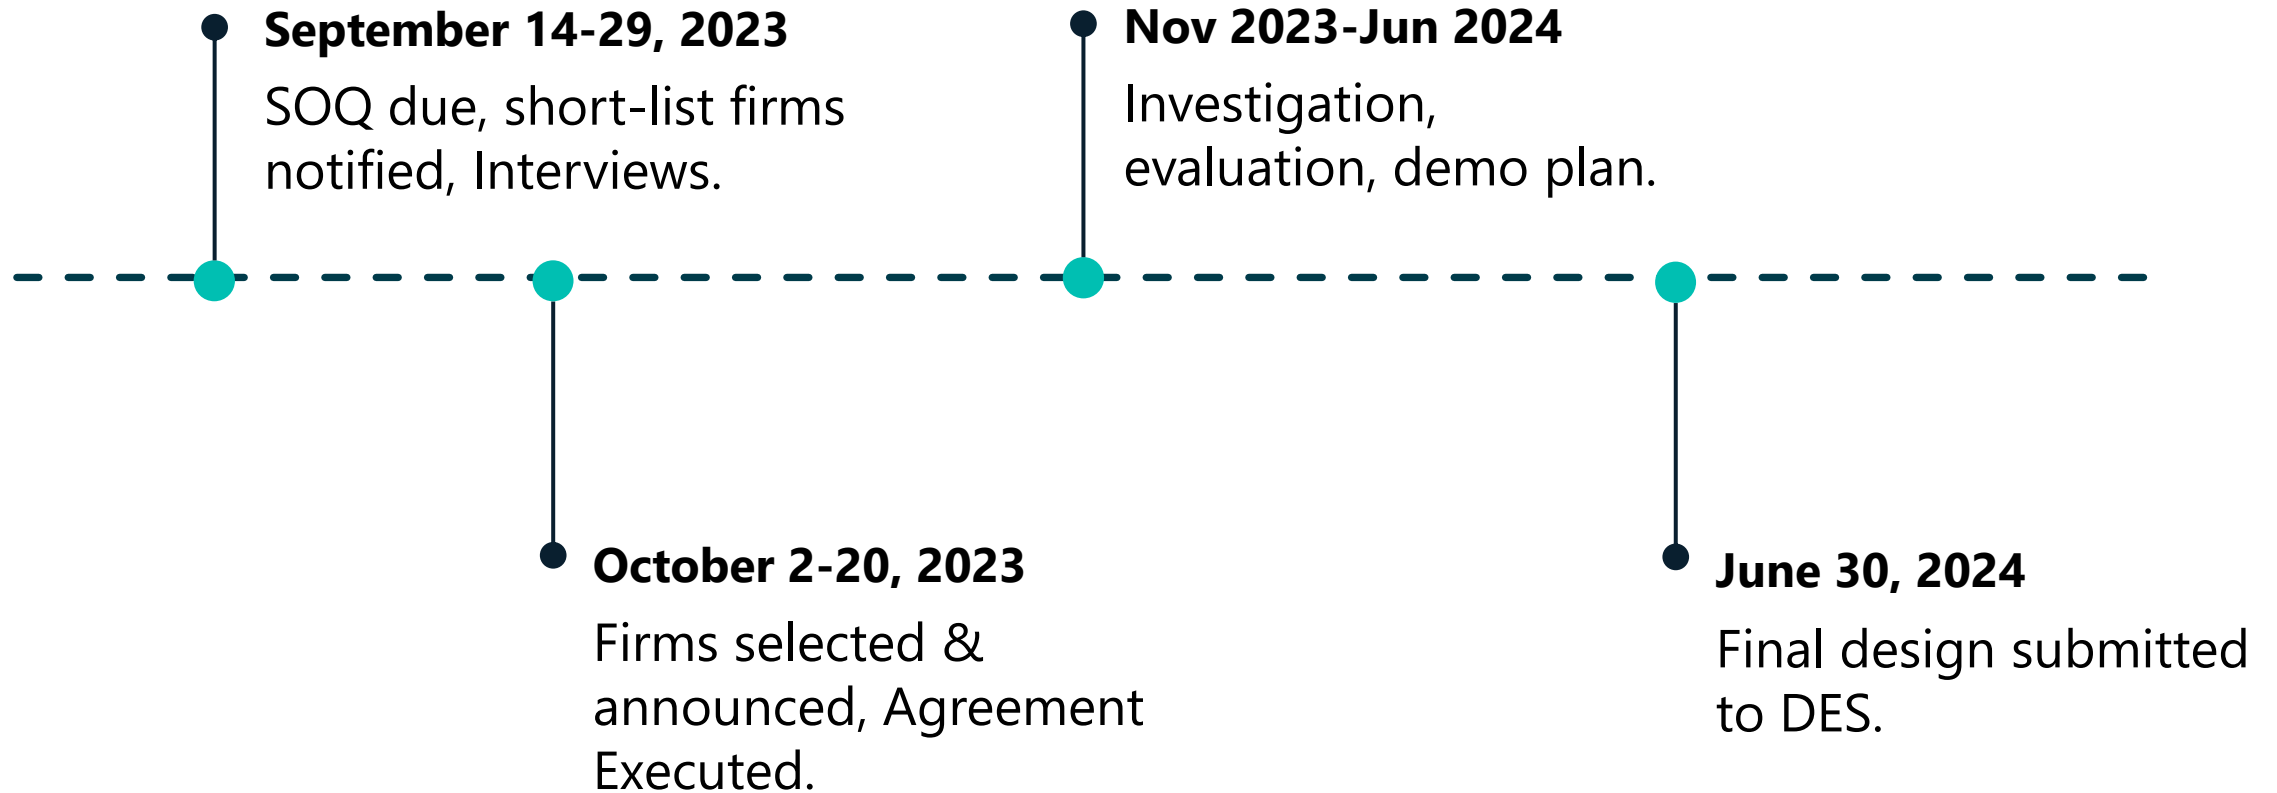 September 14-29, 2023
SOQ due, short-list firms
notified, Interviews.
October 2-20, 2023
Firms selected &
announced, Agreement
Executed.
Nov 2023-Jun 2024
Investigation,
evaluation, demo plan.
June 30, 2024
Final design submitted
to DES.